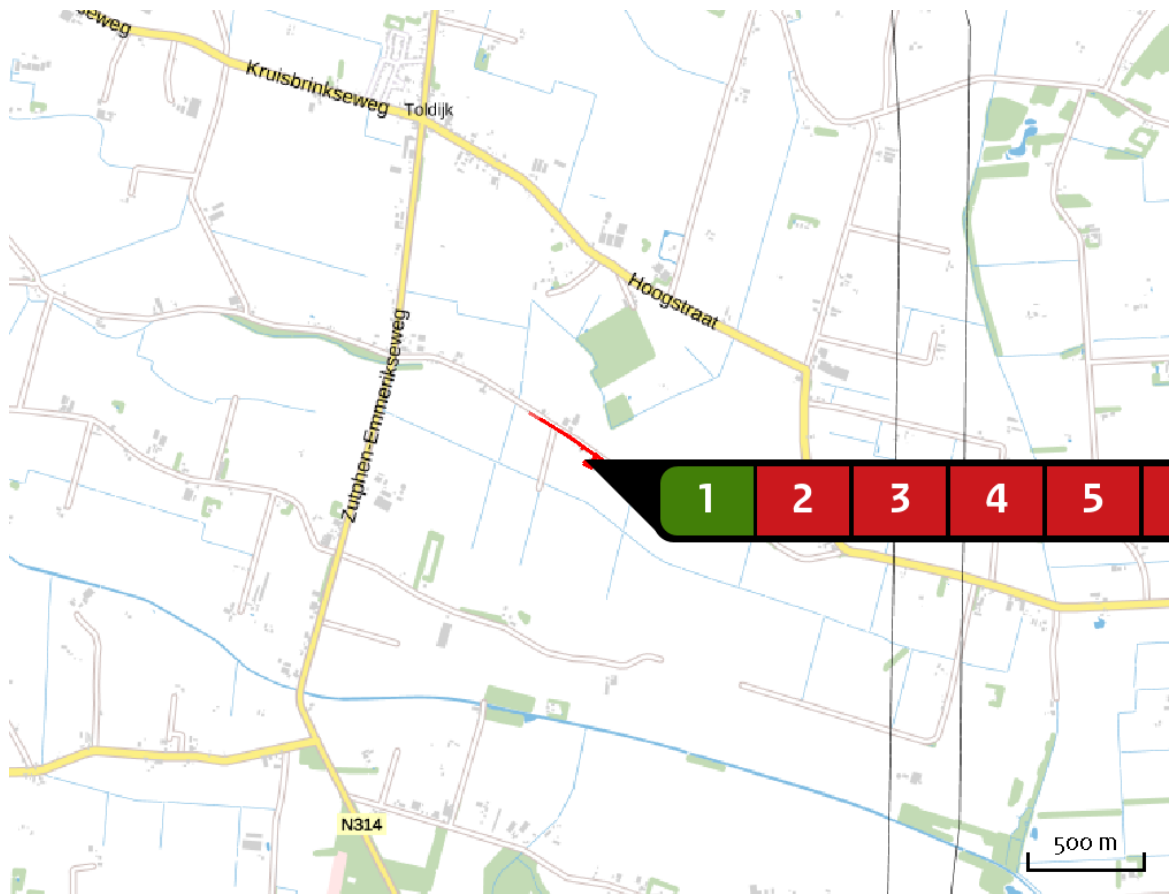 seweg
Kruisbrinkseweg
Toldijk
Hoogstraat
Zutphen-Emmerikseweg
1 2 3 4 5
N314
500 m